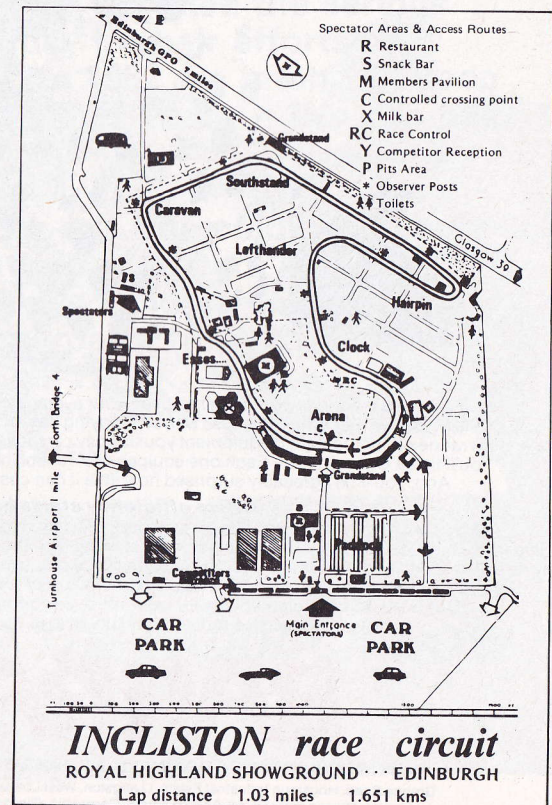 Spectator Areas & Access Routes
R Restaurant
S Snack Bar
M Members Pavilion
C Controlled crossing point
X Milk bar
RC Race Control
Y Competitor Reception
P Pits Area
* Observer Posts
Toilets
P
Edinburgh GPO 7 miles
Grandstand
Southstand
Caravan
Glasgow 39
Lefthander
Hairpin
S
Spectators
Clock
Esses
M
RC
Arena
C
Grandstand
Turnhouse Airport 1 mile
Forth Bridge 4
R
Paddock
Competitors
Main Entrance
(SPECTATORS)
CAR
PARK
CAR
PARK
INGLISTON race circuit
ROYAL HIGHLAND SHOWGROUND ··· EDINBURGH
Lap distance 1.03 miles 1.651 kms